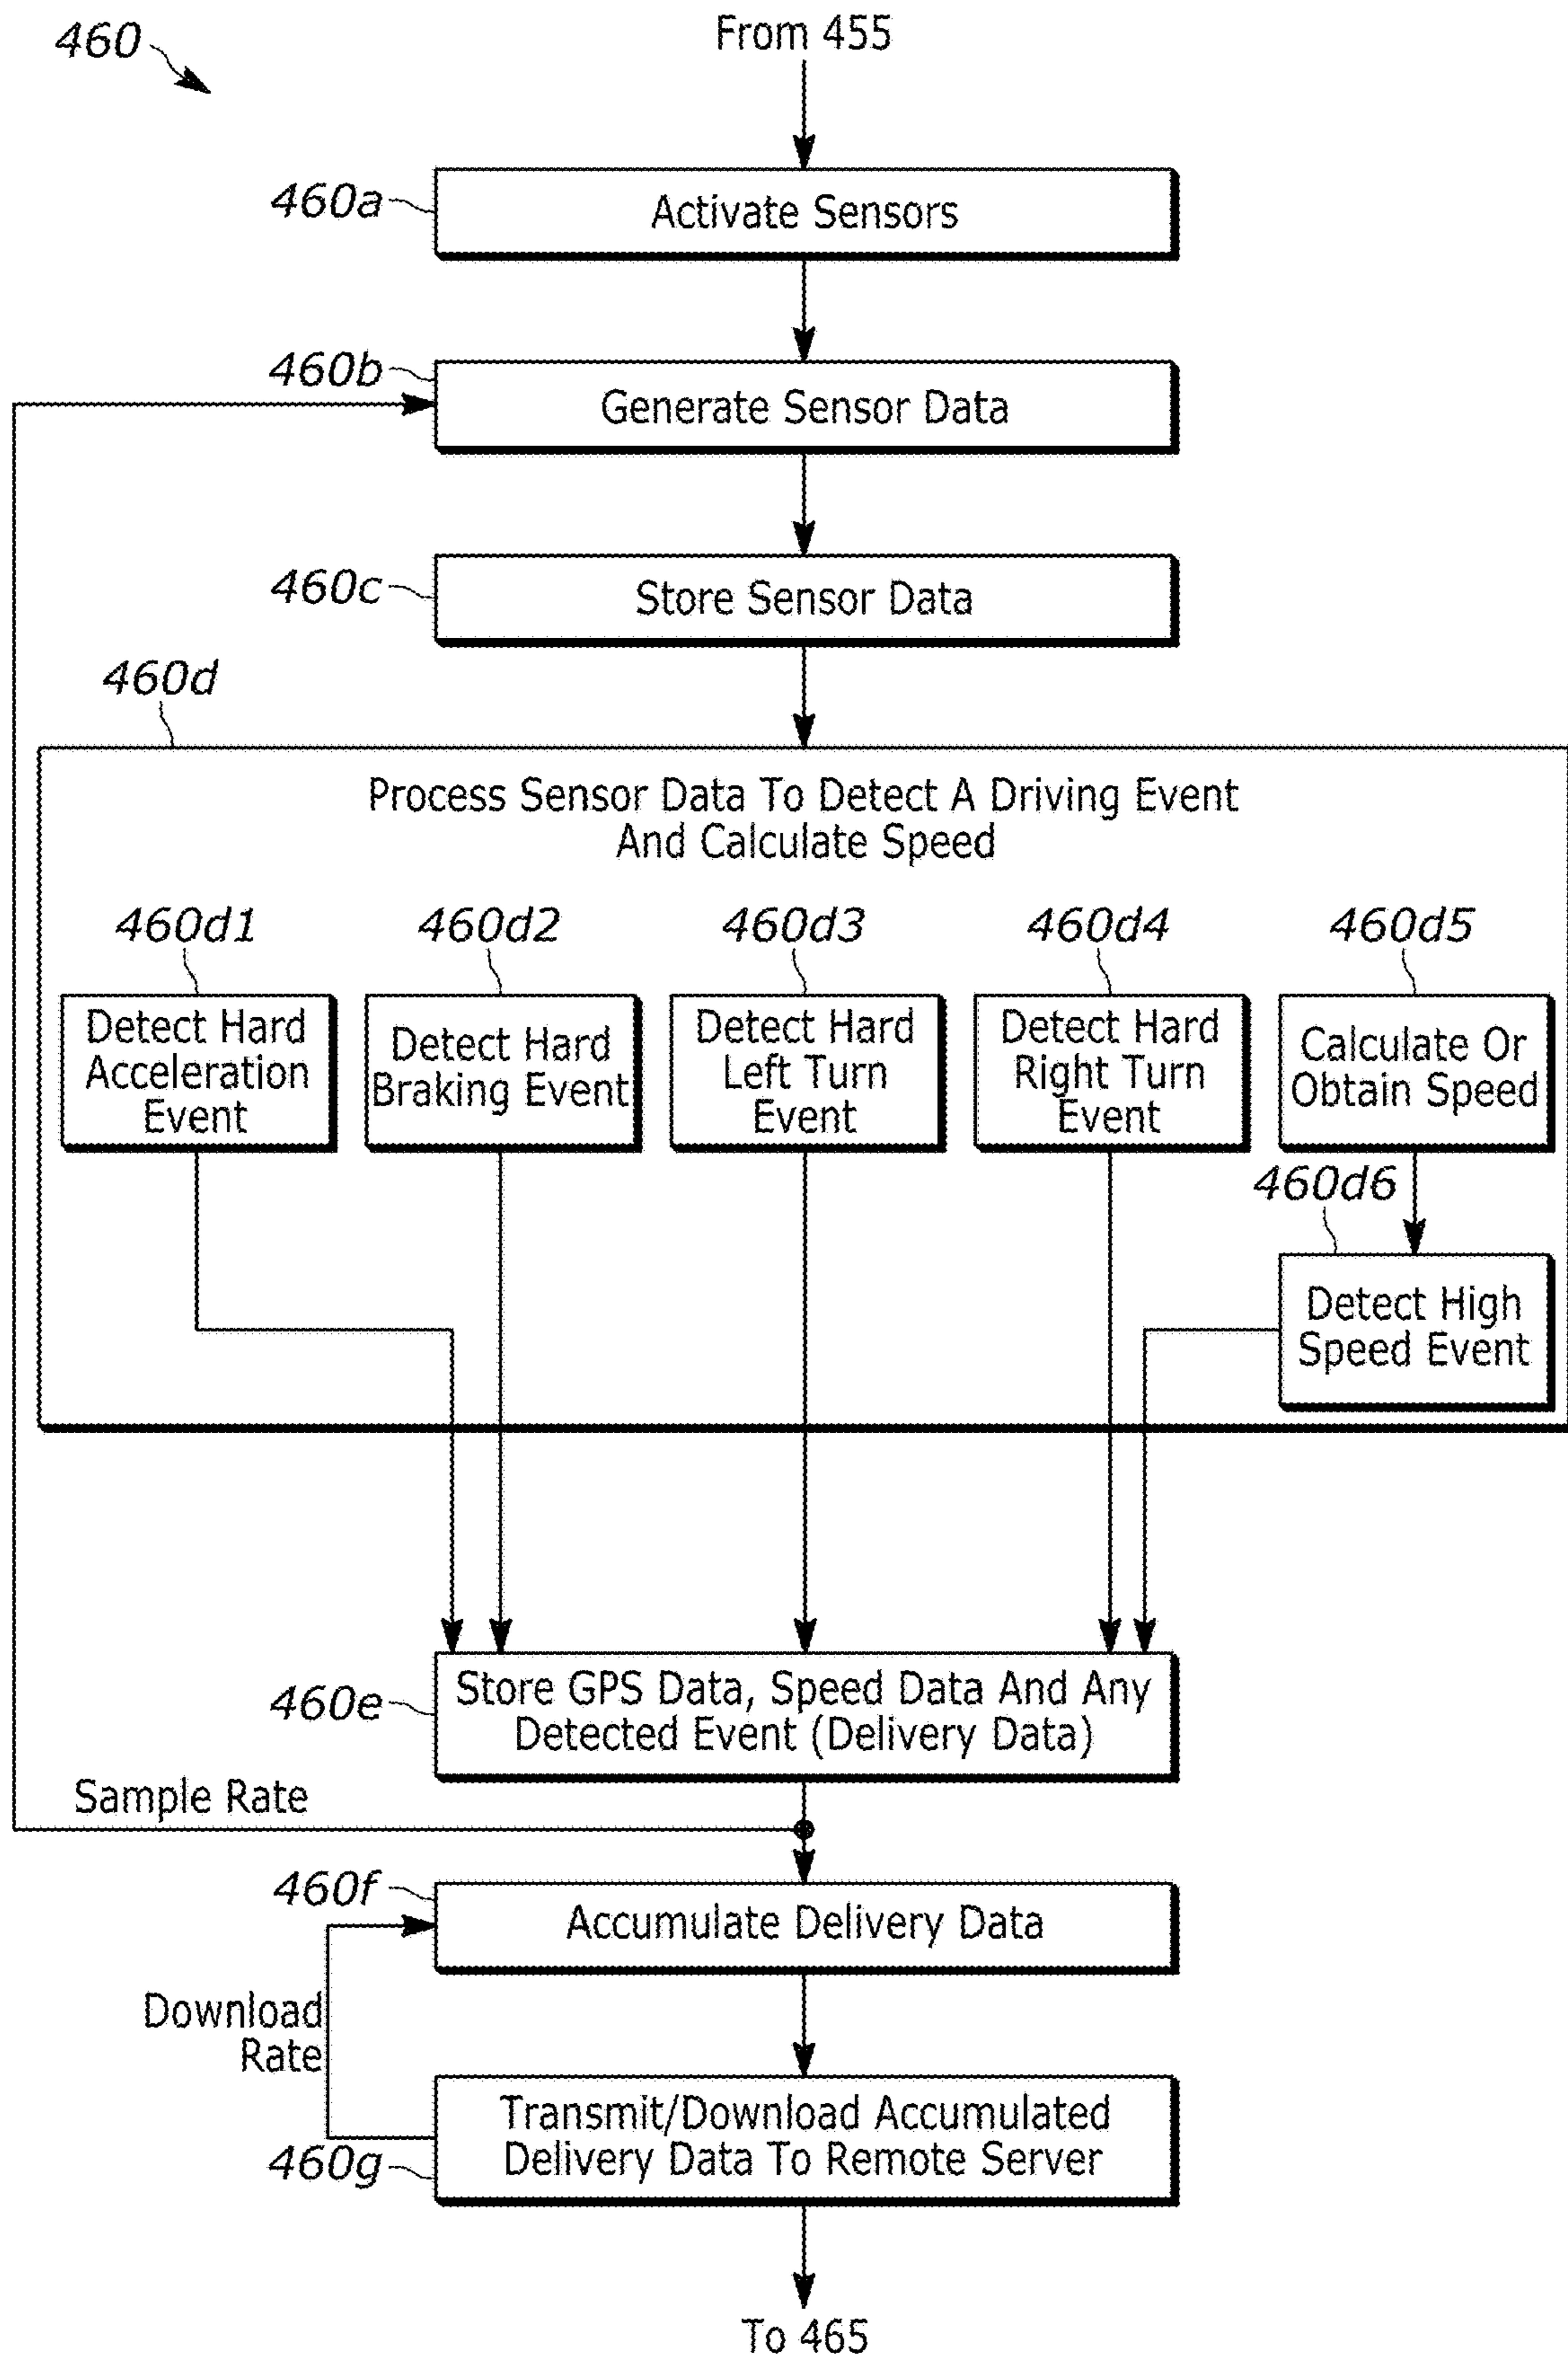 460
From 455
460a
Activate Sensors
460b
Generate Sensor Data
460c
Store Sensor Data
460d
Process Sensor Data To Detect A Driving Event
And Calculate Speed
460d1
460d2
460d3
460d4
460d5
Detect Hard
Acceleration
Event
Detect Hard
Braking Event
Detect Hard
Left Turn
Event
Detect Hard
Right Turn
Event
Calculate Or
Obtain Speed
460d6
Detect High
Speed Event
460e
Store GPS Data, Speed Data And Any
Detected Event (Delivery Data)
Sample Rate
460f
Accumulate Delivery Data
Download
Rate
460g
Transmit/Download Accumulated
Delivery Data To Remote Server
To 465